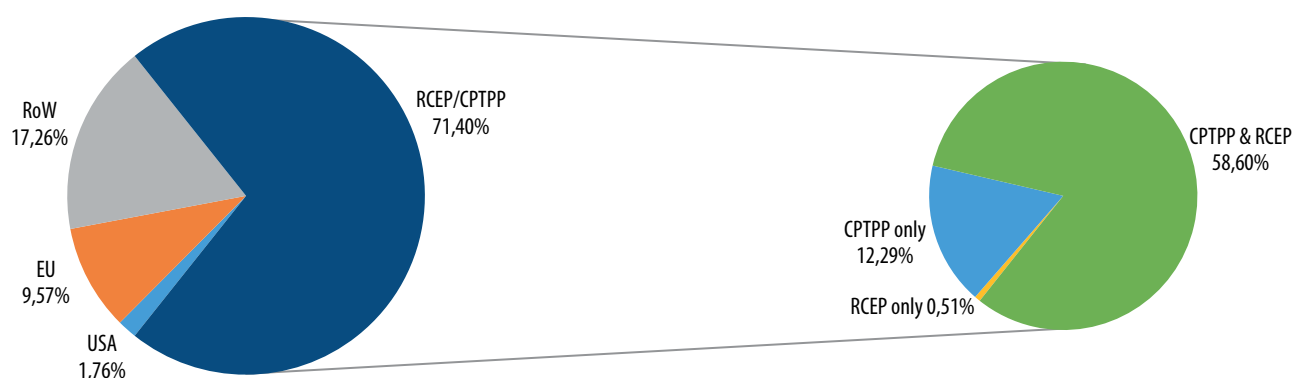 RoW
17,26%
RCEP/CPTPP
71,40%
EU
9,57%
USA
1,76%
CPTPP & RCEP
58,60%
CPTPP only
12,29%
RCEP only 0,51%